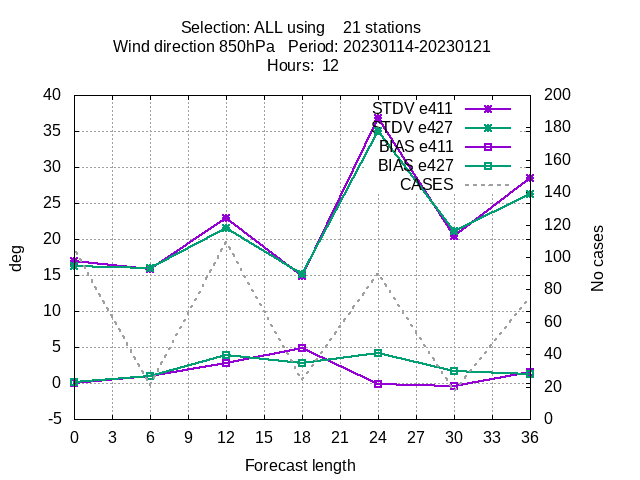 Selection: ALL using 21 stations
Wind direction 850hPa Period: 20230114-20230121
Hours: 12
40 200
35 180
30 160
25 140
20 120
15 100
10 80
5 60
0 40
-5 20
0
STDV e411
STDV e427
BIAS e411
BIAS e427
CASES
deg
No cases
0 3 6 9 12 15 18 21 24 27 30 33 36
Forecast length